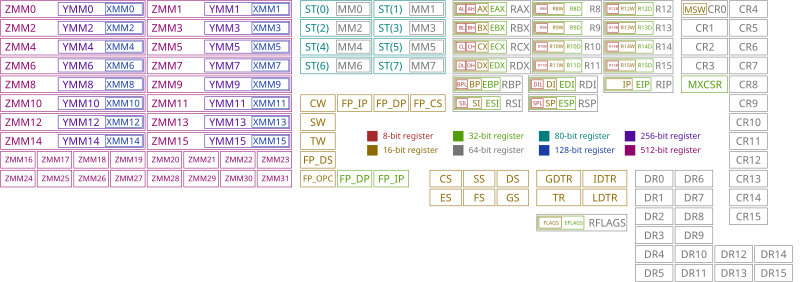 ZMM0 YMM0 XMM0 ZMM1 YMM1 XMM1 ST(0) MM0 ST(1) MM1 AL AH AX EAX RAX R8W R8D R8 R12W R12D R12 MSW CR0 CR4
ZMM2 YMM2 XMM2 ZMM3 YMM3 XMM3 ST(2) MM2 ST(3) MM3 BL BH BX EBX RBX R9W R9D R9 R13W R13D R13 CR1 CR5
ZMM4 YMM4 XMM4 ZMM5 YMM5 XMM5 ST(4) MM4 ST(5) MM5 CL CH CX ECX RCX R10W R10D R10 R14W R14D R14 CR2 CR6
ZMM6 YMM6 XMM6 ZMM7 YMM7 XMM7 ST(6) MM6 ST(7) MM7 DL DH DX EDX RDX R11W R11D R11 R15W R15D R15 CR3 CR7
ZMM8 YMM8 XMM8 ZMM9 YMM9 XMM9 BPL BP EBP RBP DIL DI EDI RDI IP EIP RIP MXCSR CR8
ZMM10 YMM10 XMM10 ZMM11 YMM11 XMM11 CW FP_IP FP_DP FP_CS SIL SI ESI RSI SPL SP ESP RSP CR9
ZMM12 YMM12 XMM12 ZMM13 YMM13 XMM13 SW CR10
ZMM14 YMM14 XMM14 ZMM15 YMM15 XMM15 TW 8-bit register 32-bit register 80-bit register 256-bit register CR11
16-bit register 64-bit register 128-bit register 512-bit register
ZMM16 ZMM17 ZMM18 ZMM19 ZMM20 ZMM21 ZMM22 ZMM23 FP_DS CR12
ZMM24 ZMM25 ZMM26 ZMM27 ZMM28 ZMM29 ZMM30 ZMM31 FP_OPC FP_DP FP_IP CS SS DS GDTR IDTR DR0 DR6 CR13
ES FS GS TR LDTR DR1 DR7 CR14
FLAGS EFLAGS RFLAGS DR2 DR8 CR15
DR3 DR9
DR4 DR10 DR12 DR14
DR5 DR11 DR13 DR15